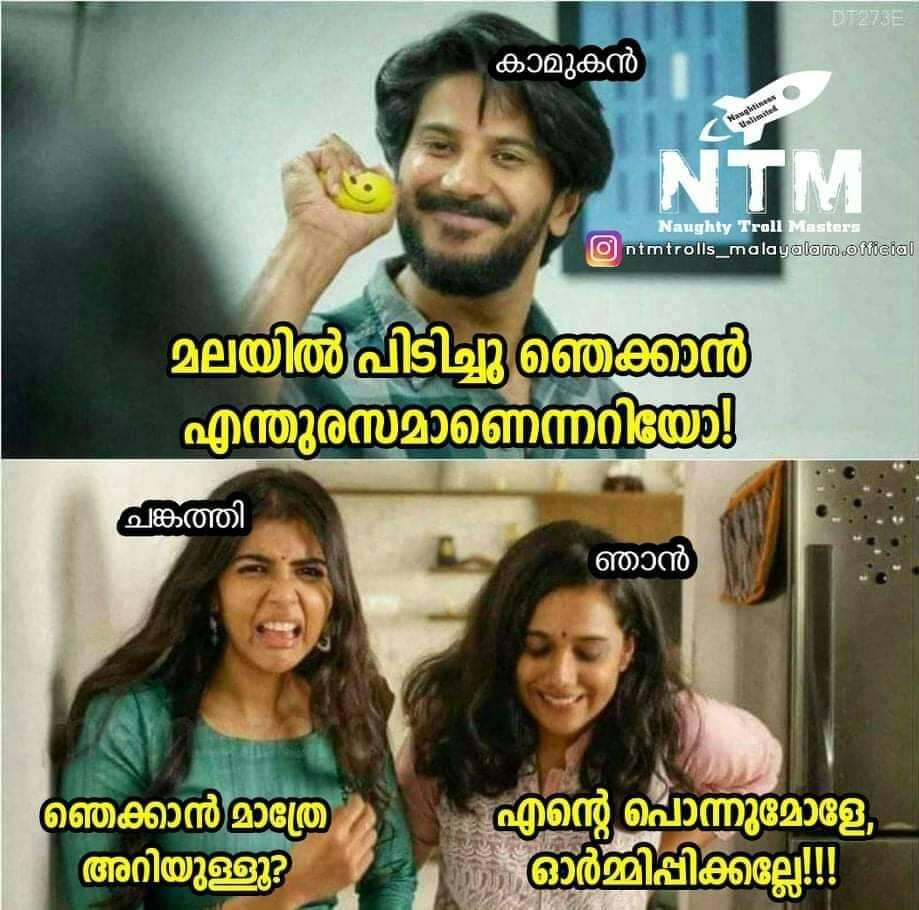 DT273E
കാമുകൻ
Naughtiness
Unlimited
NTM
Naughty Troll Masters
ntmtrolls_malayalam.official
മലയിൽ പിടിച്ചു ഞെക്കാൻ
എന്തുരസമാണെന്നറിയോ!
ചങ്കത്തി
ഞാൻ
ഞെക്കാൻ മാത്രേ
അറിയുള്ളൂ?
എന്റെ പൊന്നുമോളേ,
ഓർമ്മിപ്പിക്കല്ലേ!!!